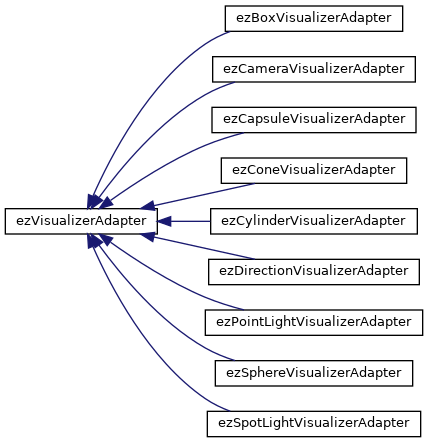 ezBoxVisualizerAdapter
ezCameraVisualizerAdapter
ezCapsuleVisualizerAdapter
ezConeVisualizerAdapter
ezVisualizerAdapter
ezCylinderVisualizerAdapter
ezDirectionVisualizerAdapter
ezPointLightVisualizerAdapter
ezSphereVisualizerAdapter
ezSpotLightVisualizerAdapter